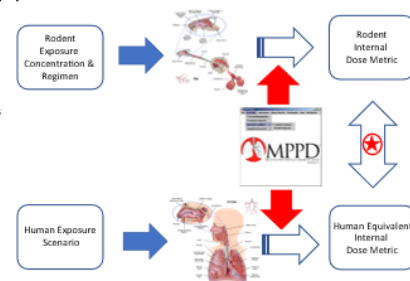 Rodent
Exposure
Concentration &
Regimen
Rodent
Internal
Dose Metric
s
MPPD
Human Exposure
Scenario
Human Equivalent
Internal
Dose Metric